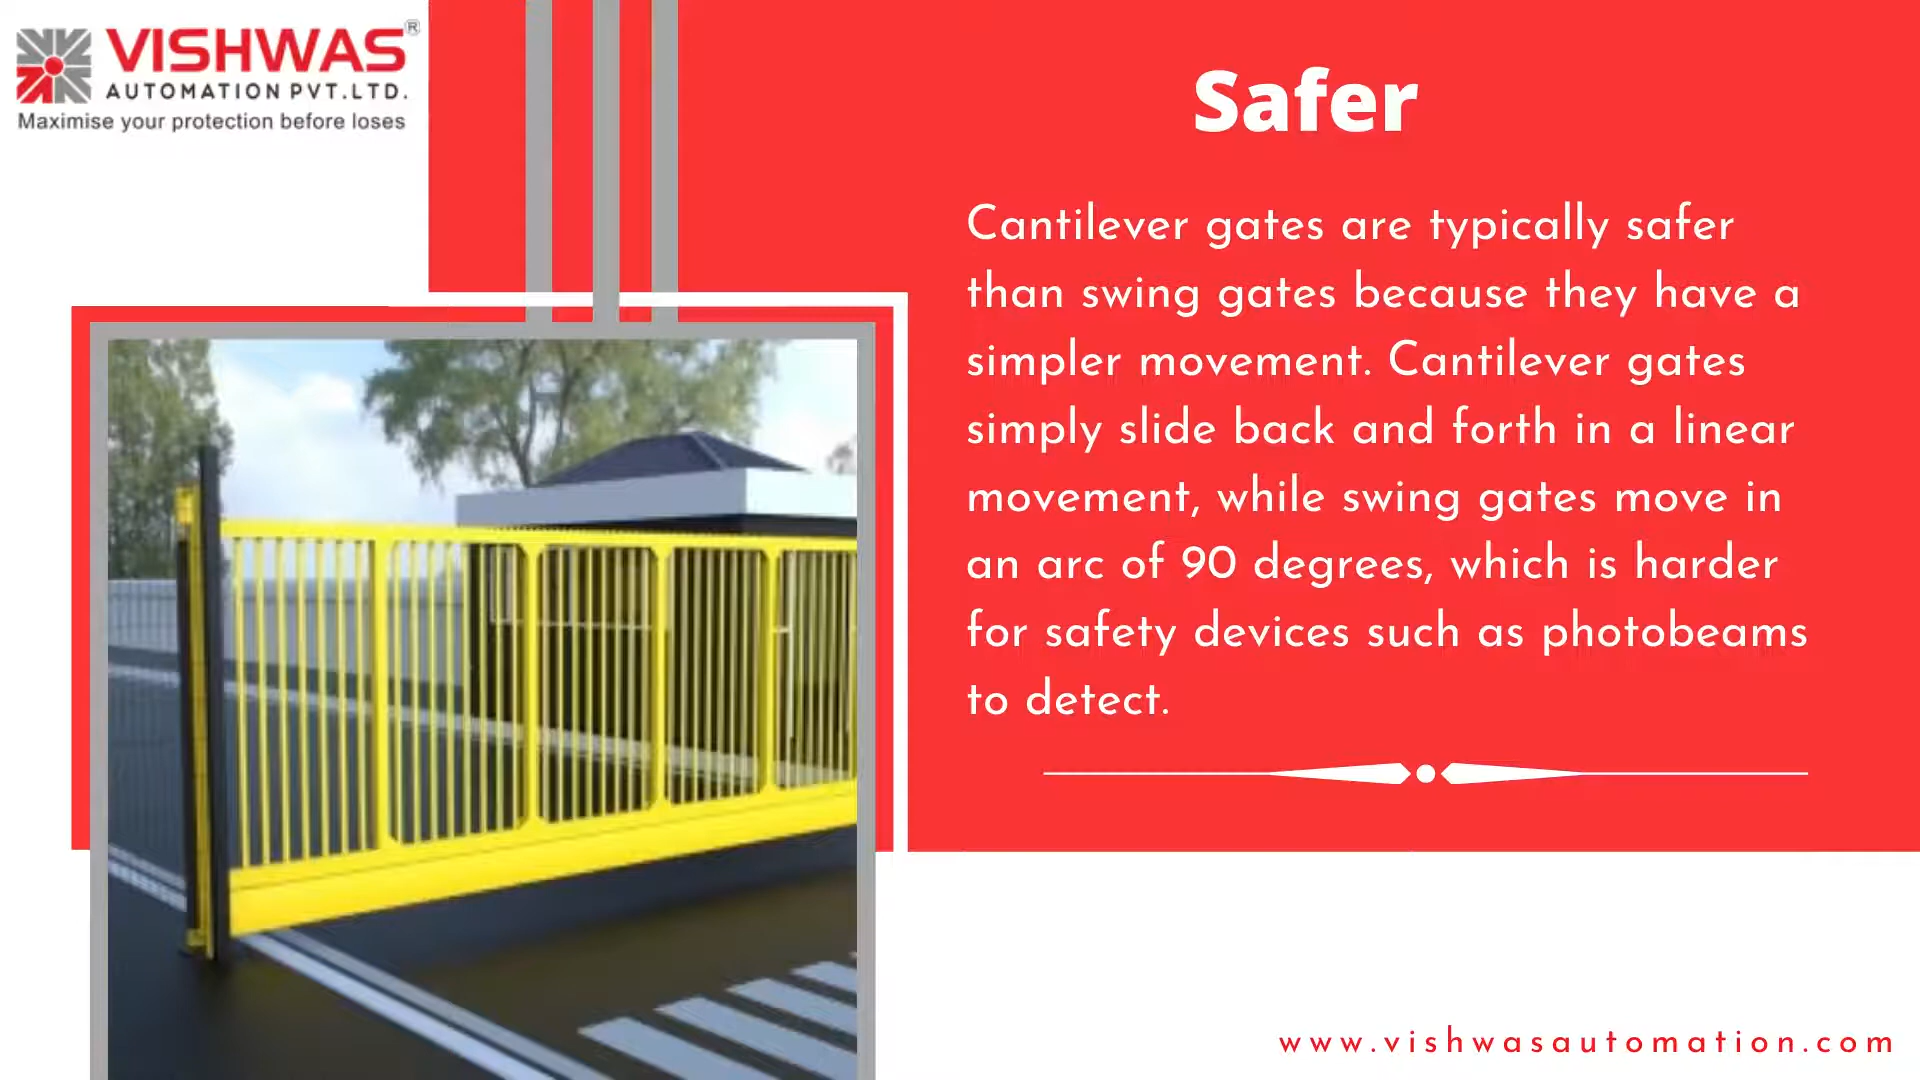 VISHWAS®
AUTOMATION PVT.LTD.
Maximise your protection before loses
Safer
Cantilever gates are typically safer
than swing gates because they have a
simpler movement. Cantilever gates
simply slide back and forth in a linear
movement, while swing gates move in
an arc of 90 degrees, which is harder
for safety devices such as photobeams
to detect.
www.vishwasautomation.com